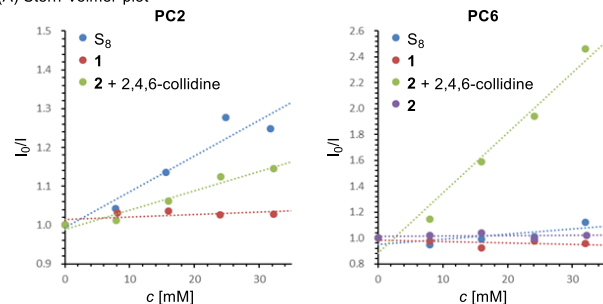 (A) Stern-Volmer plot
PC2
1.5
1.4
1.3
1.2
1.1
1.0
0.9
I₀/I
S₈
1
2 + 2,4,6-collidine
0
10
20
30
c [mM]
PC6
2.6
2.4
2.2
2.0
1.8
1.6
1.4
1.2
1.0
0.8
I₀/I
S₈
1
2 + 2,4,6-collidine
2
0
10
20
30
c [mM]